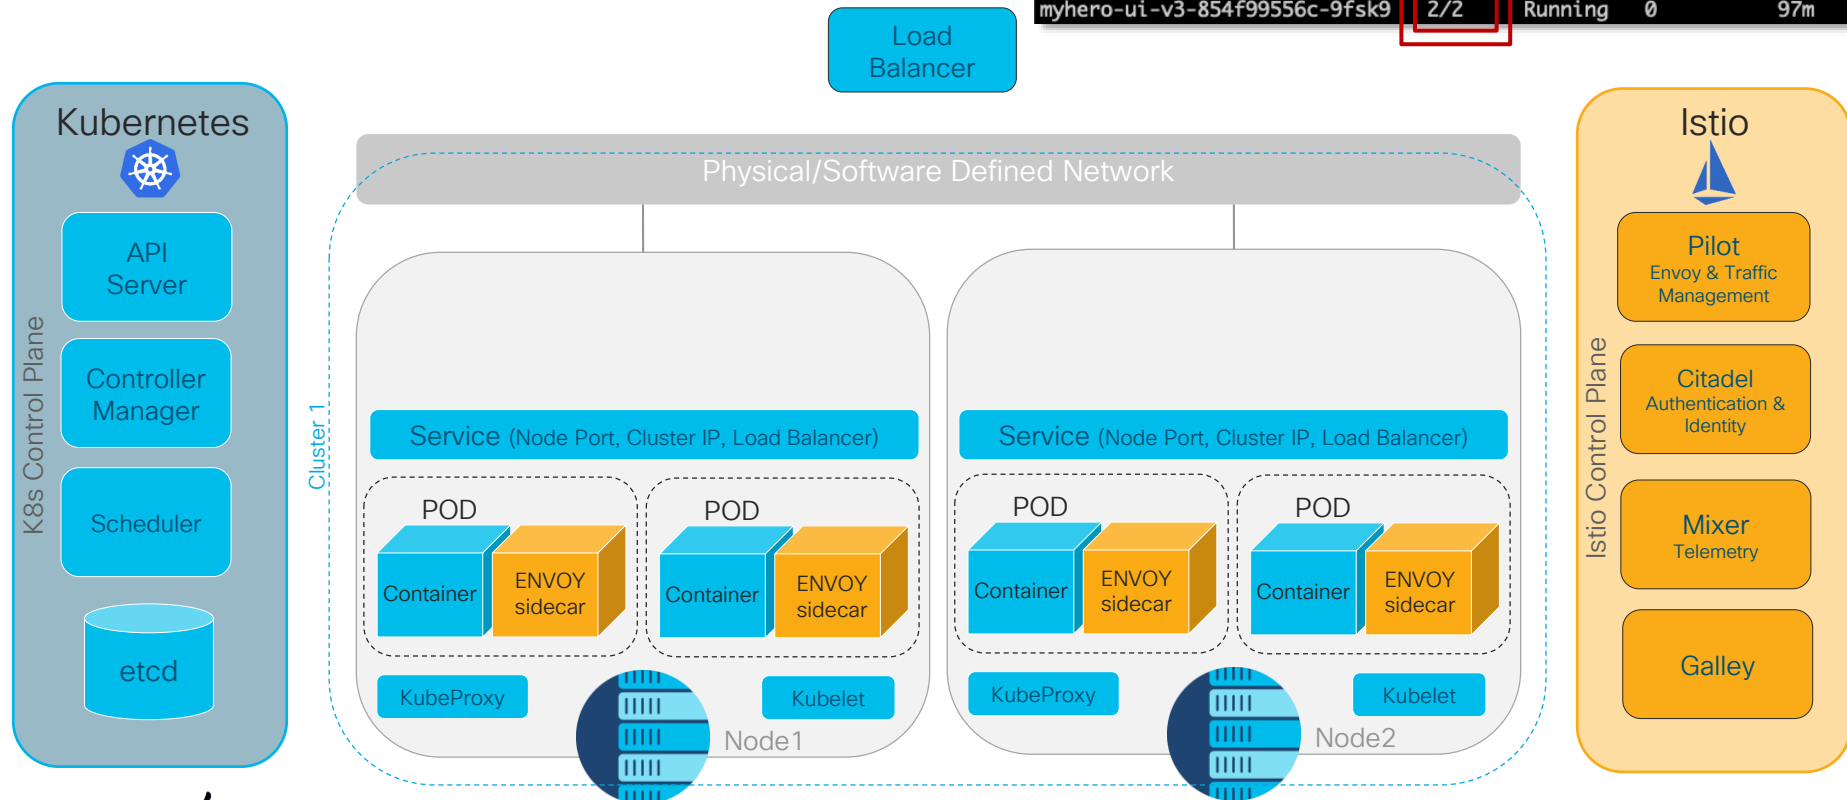 myhero-ui-v3-854f99556c-9fsk9 2/2 Running 0 97m
Load
Balancer
Kubernetes
API
Server
Controller
Manager
Scheduler
etcd
K8s Control Plane
Cluster 1
Physical/Software Defined Network
Service (Node Port, Cluster IP, Load Balancer)
POD
Container
ENVOY
sidecar
POD
Container
ENVOY
sidecar
KubeProxy
Kubelet
Node1
Service (Node Port, Cluster IP, Load Balancer)
POD
Container
ENVOY
sidecar
POD
Container
ENVOY
sidecar
KubeProxy
Kubelet
Node2
Istio
Pilot
Envoy & Traffic
Management
Citadel
Authentication &
Identity
Mixer
Telemetry
Galley
Istio Control Plane